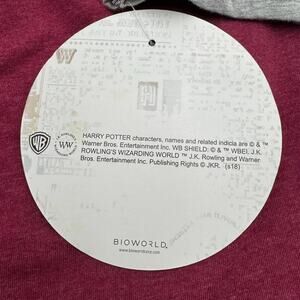 HARRY POTTER characters, names and related indicia are © & ™
Warner Bros. Entertainment Inc. WB SHIELD: © & ™ WBEI. J.K.
ROWLING'S WIZARDING WORLD ™ J.K. Rowling and Warner
Bros. Entertainment Inc. Publishing Rights © JKR. (s18)
BIOWORLD
www.bioworldcorp.com